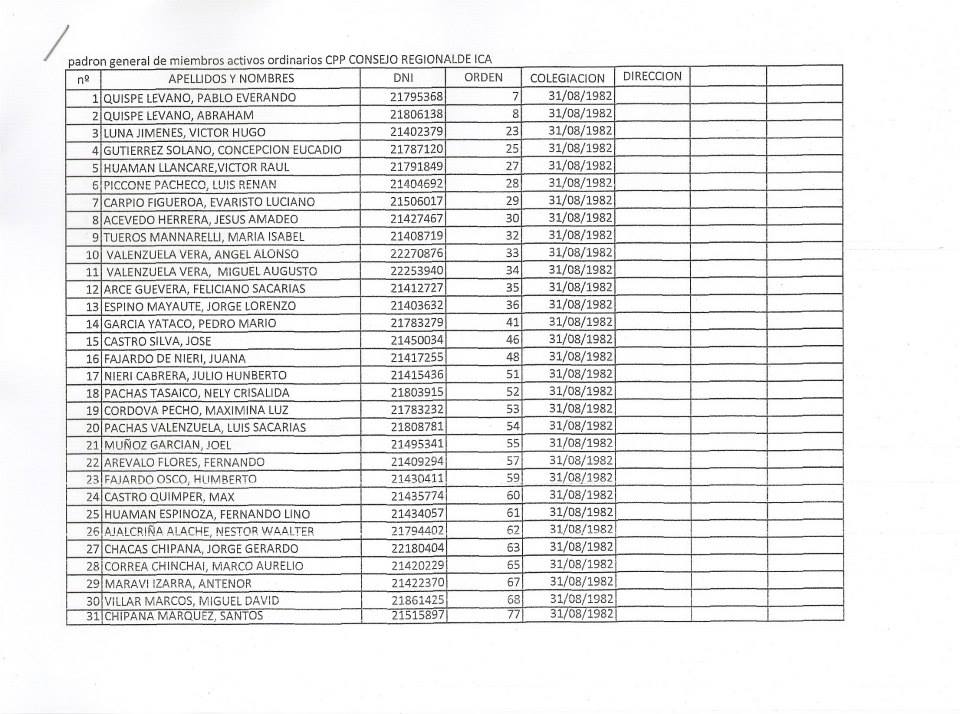 padron general de miembros activos ordinarios CPP CONSEJO REGIONALDE ICA
nº APELLIDOS Y NOMBRES DNI ORDEN COLEGIACION DIRECCION
1 QUISPE LEVANO, PABLO EVERANDO 21795368 7 31/08/1982
2 QUISPE LEVANO, ABRAHAM 21806138 8 31/08/1982
3 LUNA JIMENES, VICTOR HUGO 21402379 23 31/08/1982
4 GUTIERREZ SOLANO, CONCEPCION EUCADIO 21787120 25 31/08/1982
5 HUAMAN LLANCARE,VICTOR RAUL 21791849 27 31/08/1982
6 PICCONE PACHECO, LUIS RENAN 21404692 28 31/08/1982
7 CARPIO FIGUEROA, EVARISTO LUCIANO 21506017 29 31/08/1982
8 ACEVEDO HERRERA, JESUS AMADEO 21427467 30 31/08/1982
9 TUEROS MANNARELLI, MARIA ISABEL 21408719 32 31/08/1982
10 VALENZUELA VERA, ANGEL ALONSO 22270876 33 31/08/1982
11 VALENZUELA VERA, MIGUEL AUGUSTO 22253940 34 31/08/1982
12 ARCE GUEVERA, FELICIANO SACARIAS 21412727 35 31/08/1982
13 ESPINO MAYAUTE, JORGE LORENZO 21403632 36 31/08/1982
14 GARCIA YATACO, PEDRO MARIO 21783279 41 31/08/1982
15 CASTRO SILVA, JOSE 21450034 46 31/08/1982
16 FAJARDO DE NIERI, JUANA 21417255 48 31/08/1982
17 NIERI CABRERA, JULIO HUNBERTO 21415436 51 31/08/1982
18 PACHAS TASAICO, NELY CRISALIDA 21803915 52 31/08/1982
19 CORDOVA PECHO, MAXIMINA LUZ 21783232 53 31/08/1982
20 PACHAS VALENZUELA, LUIS SACARIAS 21808781 54 31/08/1982
21 MUÑOZ GARCIAN, JOEL 21495341 55 31/08/1982
22 AREVALO FLORES, FERNANDO 21409294 57 31/08/1982
23 FAJARDO OSCO, HUMBERTO 21430411 59 31/08/1982
24 CASTRO QUIMPER, MAX 21435774 60 31/08/1982
25 HUAMAN ESPINOZA, FERNANDO LINO 21434057 61 31/08/1982
26 AJALCRIÑA ALACHE, NESTOR WAALTER 21794402 62 31/08/1982
27 CHACAS CHIPANA, JORGE GERARDO 22180404 63 31/08/1982
28 CORREA CHINCHAI, MARCO AURELIO 21420229 65 31/08/1982
29 MARAVI IZARRA, ANTENOR 21422370 67 31/08/1982
30 VILLAR MARCOS, MIGUEL DAVID 21861425 68 31/08/1982
31 CHIPANA MARQUEZ, SANTOS 21515897 77 31/08/1982